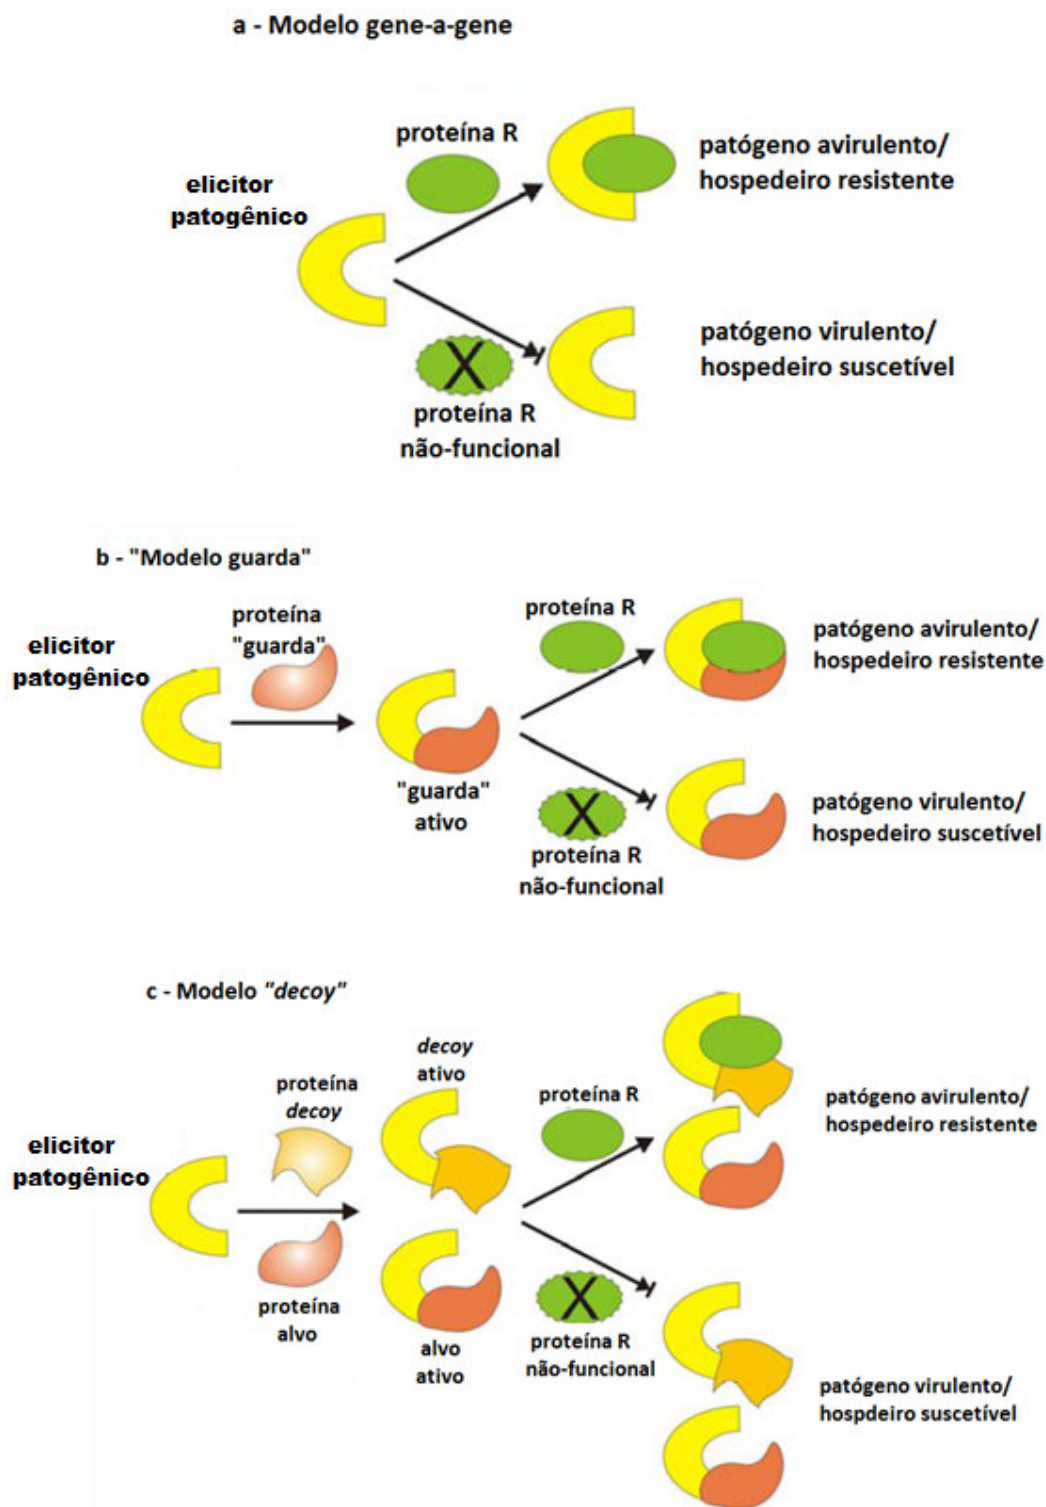 a - Modelo gene-a-gene
proteína R
elicitor
patogênico
patógeno avirulento/
hospedeiro resistente
X
proteína R
não-funcional
patógeno virulento/
hospedeiro suscetível
b - "Modelo guarda"
elicitor
patogênico
proteína
"guarda"
"guarda"
ativo
proteína R
patógeno avirulento/
hospedeiro resistente
X
proteína R
não-funcional
patógeno virulento/
hospedeiro suscetível
c - Modelo "decoy"
elicitor
patogênico
proteína
decoy
proteína
alvo
decoy
ativo
alvo
ativo
proteína R
patógeno avirulento/
hospedeiro resistente
X
proteína R
não-funcional
patógeno virulento/
hospdeiro suscetível